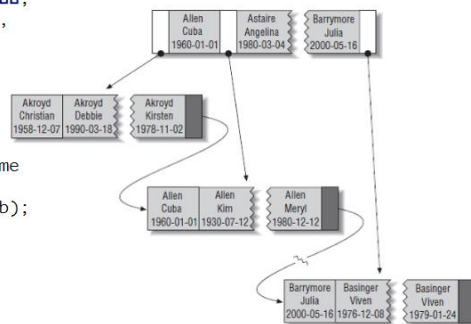 Allen
Cuba
1960-01-01
Astaire
Angelina
1980-03-04
Barrymore
Julia
2000-05-16
Akroyd
Christian
1958-12-07
Akroyd
Debbie
1990-03-18
Akroyd
Kirsten
1978-11-02
me
b);
Allen
Cuba
1960-01-01
Allen
Kim
1930-07-12
Allen
Meryl
1980-12-12
Barrymore
Julia
2000-05-16
Basinger
Viven
1976-12-08
Basinger
Viven
1979-01-24